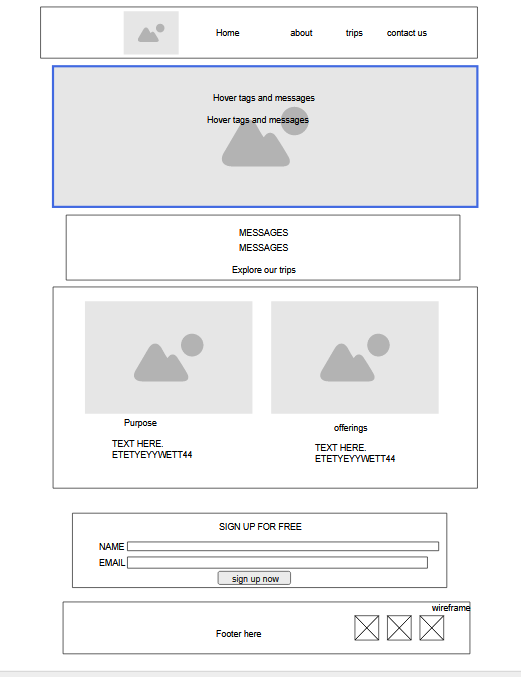 Home about trips contact us
Hover tags and messages
Hover tags and messages
MESSAGES
MESSAGES
Explore our trips
Purpose
TEXT HERE.
ETETYEYYWETT44
offerings
TEXT HERE.
ETETYEYYWETT44
SIGN UP FOR FREE
NAME
EMAIL
sign up now
wireframe
Footer here